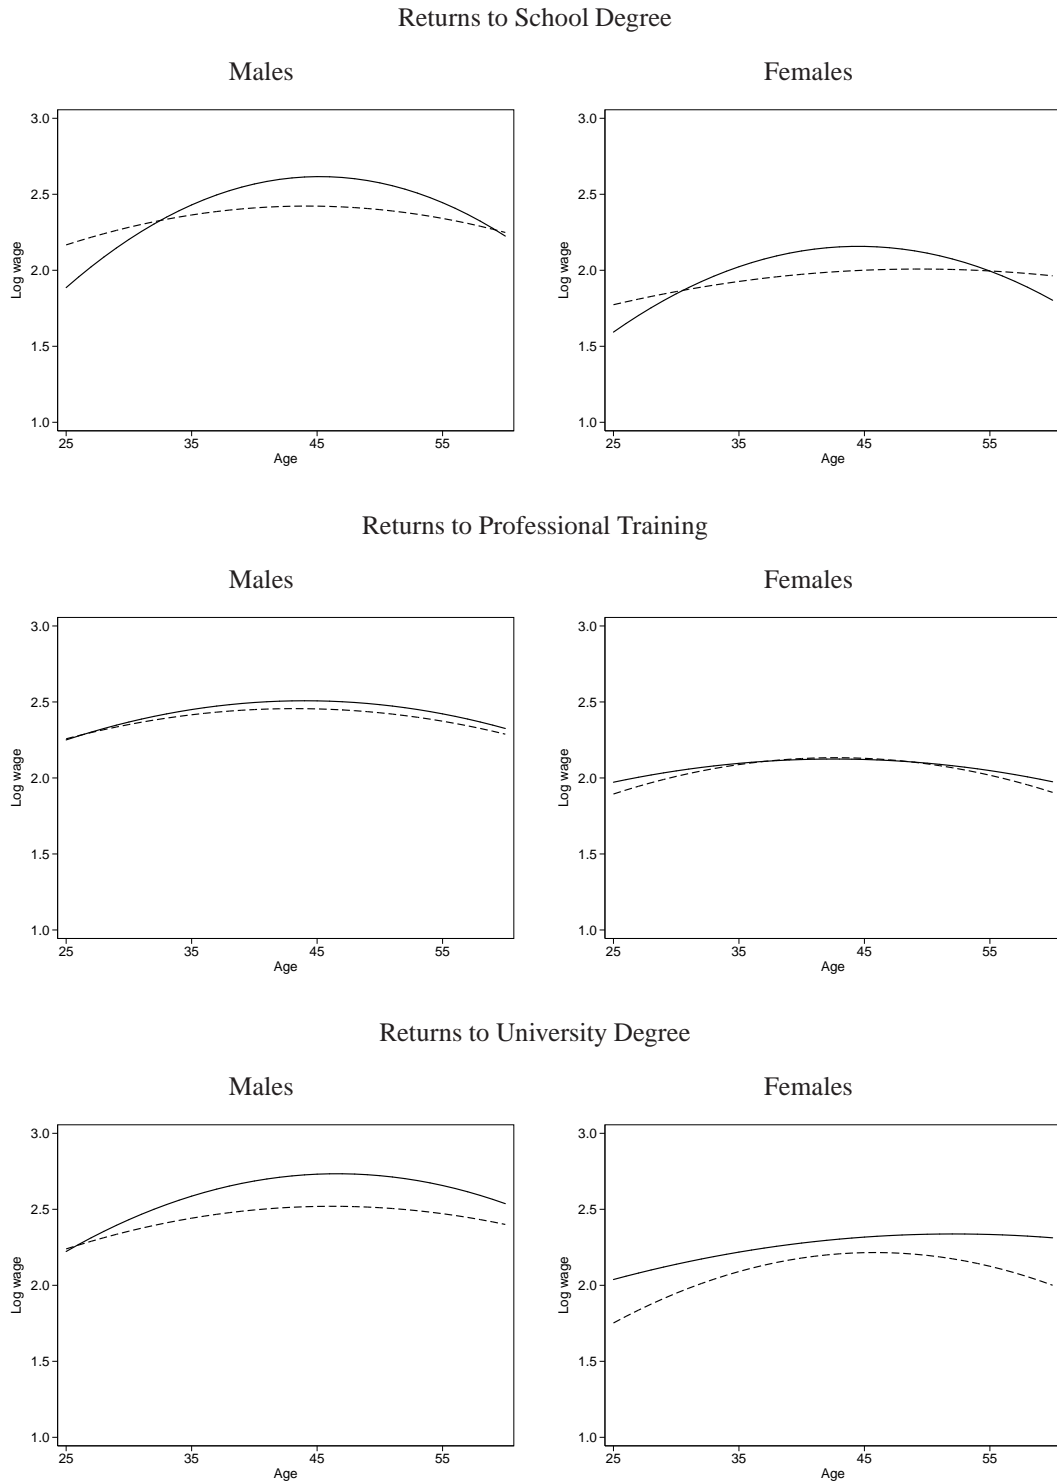 Returns to School Degree
Males
Females
3.0
2.5
2.0
1.5
1.0
Log wage
25
35
45
55
Age
3.0
2.5
2.0
1.5
1.0
Log wage
25
35
45
55
Age
Returns to Professional Training
Males
Females
3.0
2.5
2.0
1.5
1.0
Log wage
25
35
45
55
Age
3.0
2.5
2.0
1.5
1.0
Log wage
25
35
45
55
Age
Returns to University Degree
Males
Females
3.0
2.5
2.0
1.5
1.0
Log wage
25
35
45
55
Age
3.0
2.5
2.0
1.5
1.0
Log wage
25
35
45
55
Age